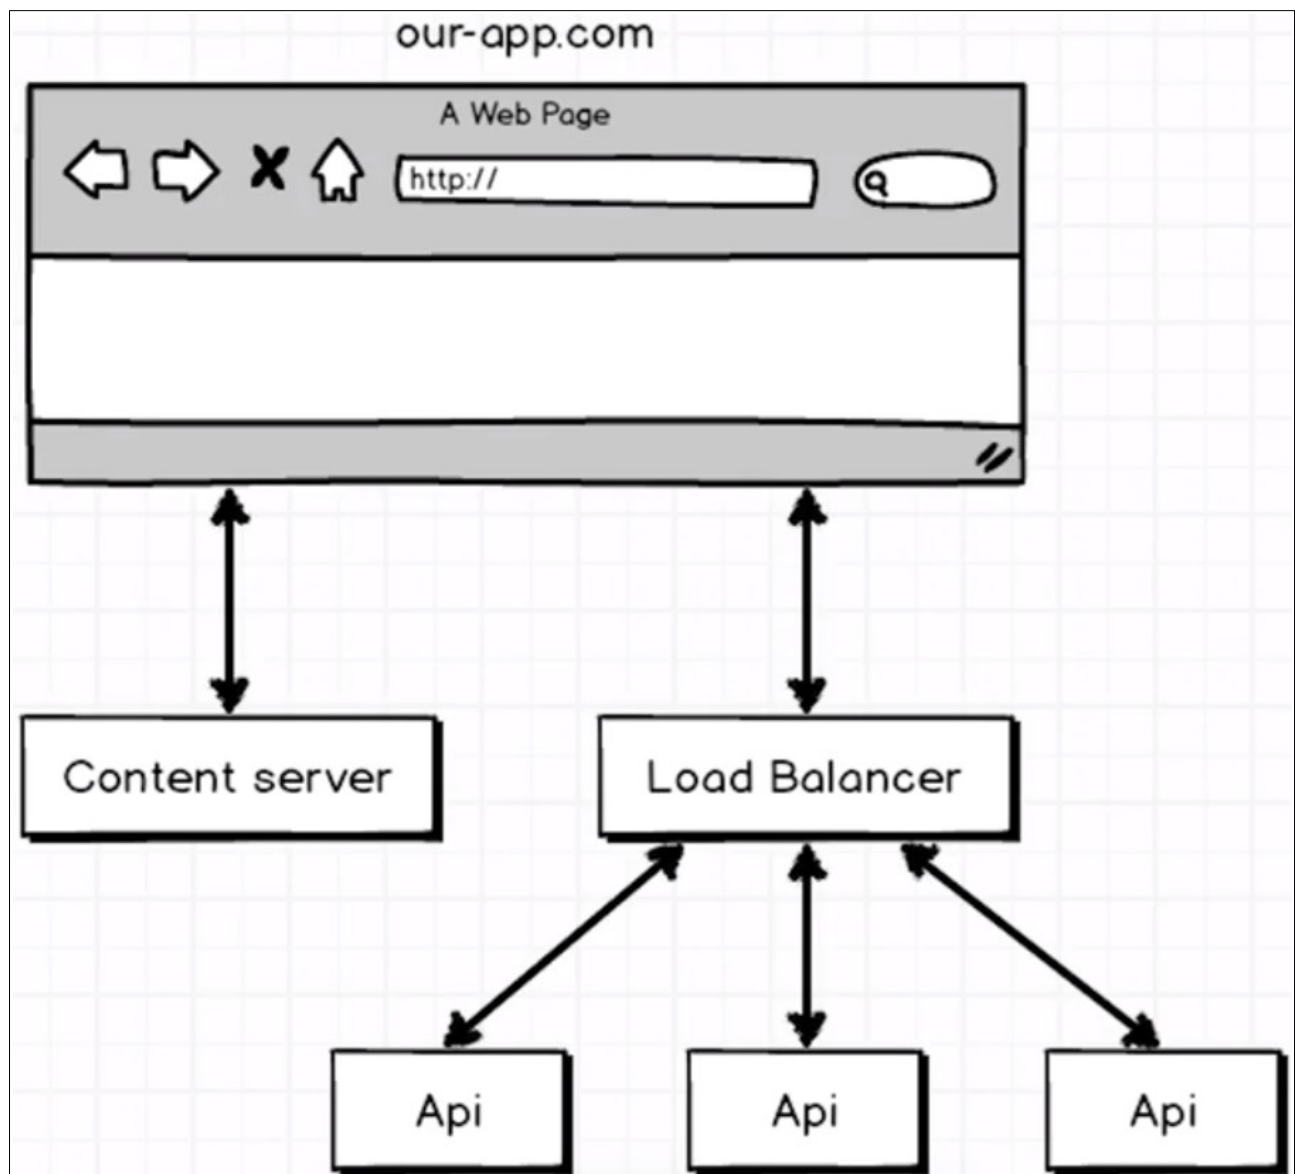 our-app.com
A Web Page
http://
Content server
Load Balancer
Api
Api
Api